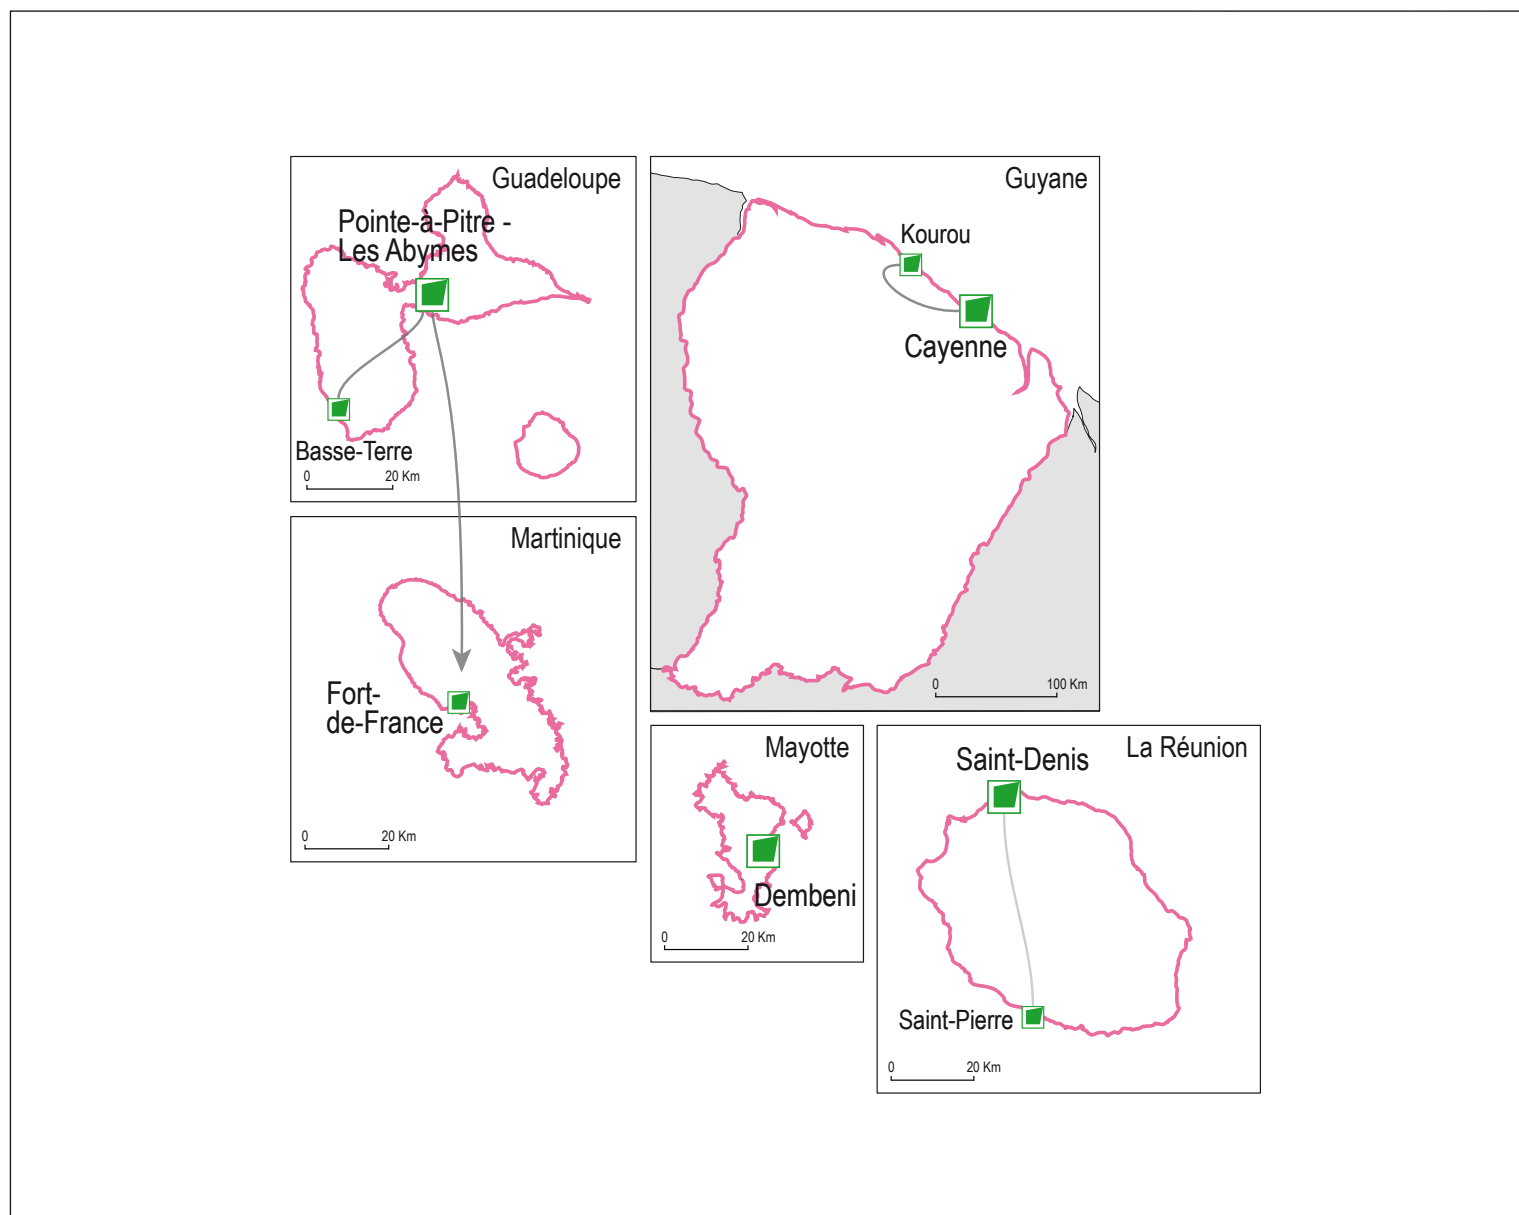 Guadeloupe
Pointe-à-Pitre -
Les Abymes
Basse-Terre
0 20 Km
Guyane
Kourou
Cayenne
0 100 Km
Martinique
Fort-
de-France
0 20 Km
Mayotte
Dembeni
0 20 Km
La Réunion
Saint-Denis
Saint-Pierre
0 20 Km